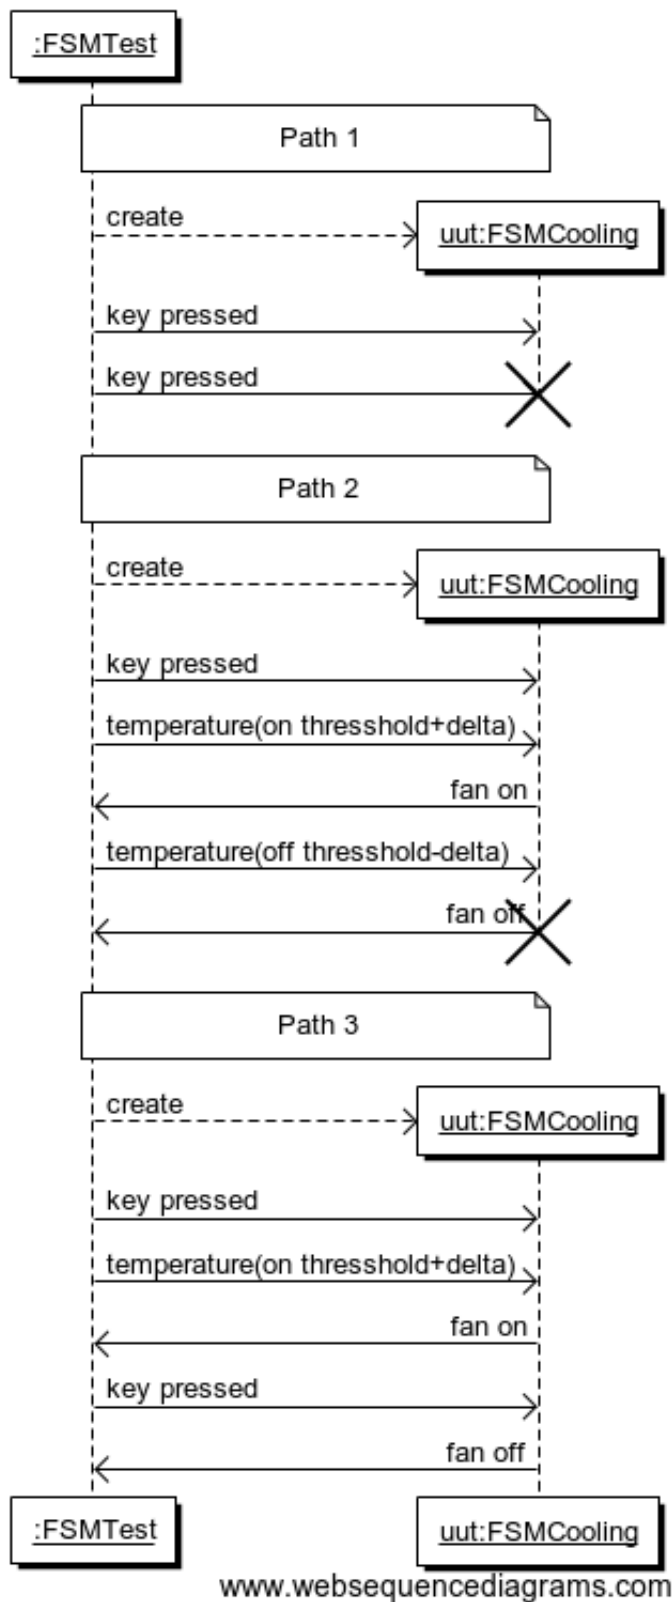 :FSMTest
Path 1
create
uut:FSMCooling
key pressed
key pressed
Path 2
create
uut:FSMCooling
key pressed
temperature(on thresshold+delta)
fan on
temperature(off thresshold-delta)
fan off
Path 3
create
uut:FSMCooling
key pressed
temperature(on thresshold+delta)
fan on
key pressed
fan off
:FSMTest
uut:FSMCooling
www.websequencediagrams.com